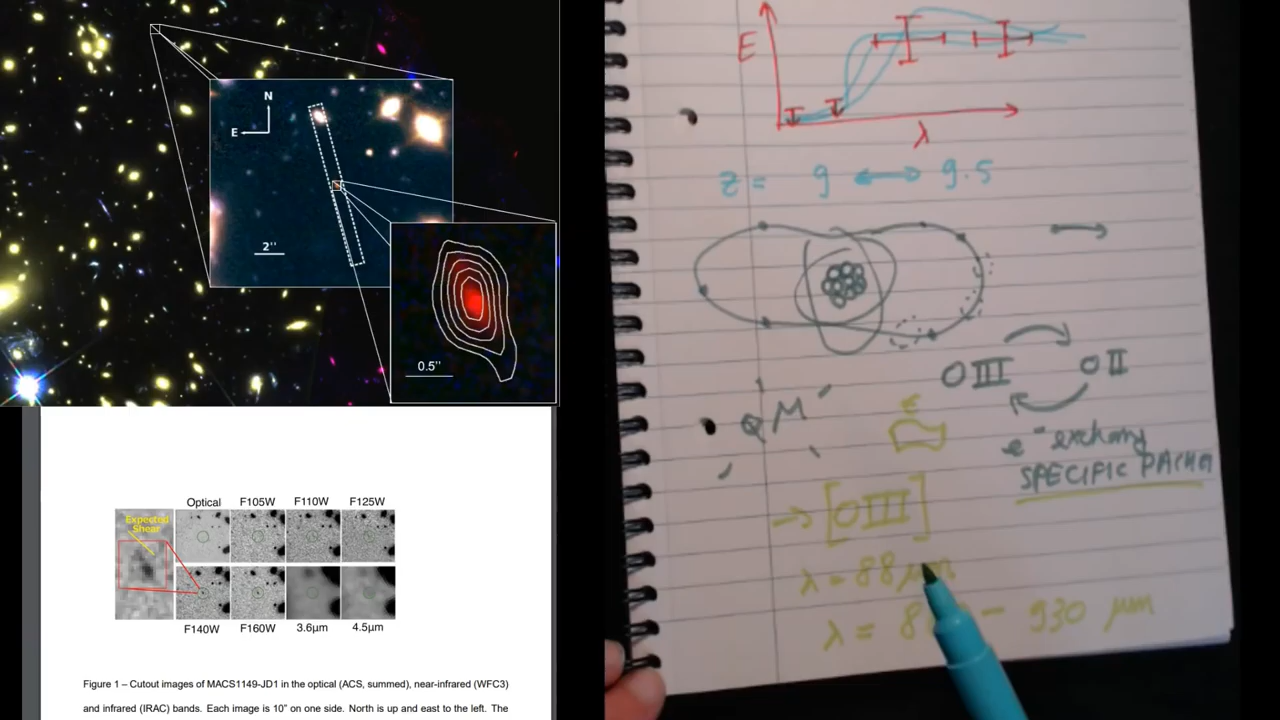 N
E
2''
0.5''
Optical F105W F110W F125W
Expected
Shear
F140W F160W 3.6μm 4.5μm
Figure 1 – Cutout images of MACS1149-JD1 in the optical (ACS, summed), near-infrared (WFC3)
and infrared (IRAC) bands. Each image is 10" on one side. North is up and east to the left. The
E
λ
z = 9 ↔ 9.5
OIII OII
QM
e⁻ exchang
SPECIFIC
→ [OIII]
λ = 88 μm
λ = – 930 μm